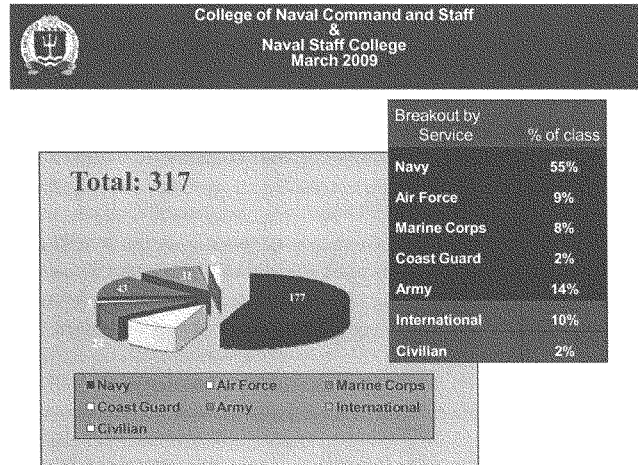 College of Naval Command and Staff
&
Naval Staff College
March 2009
Breakout by Service % of class
Navy 55%
Air Force 9%
Marine Corps 8%
Coast Guard 2%
Army 14%
International 10%
Civilian 2%
Total: 317
43
177
Navy Air Force Marine Corps
Coast Guard Army International
Civilian